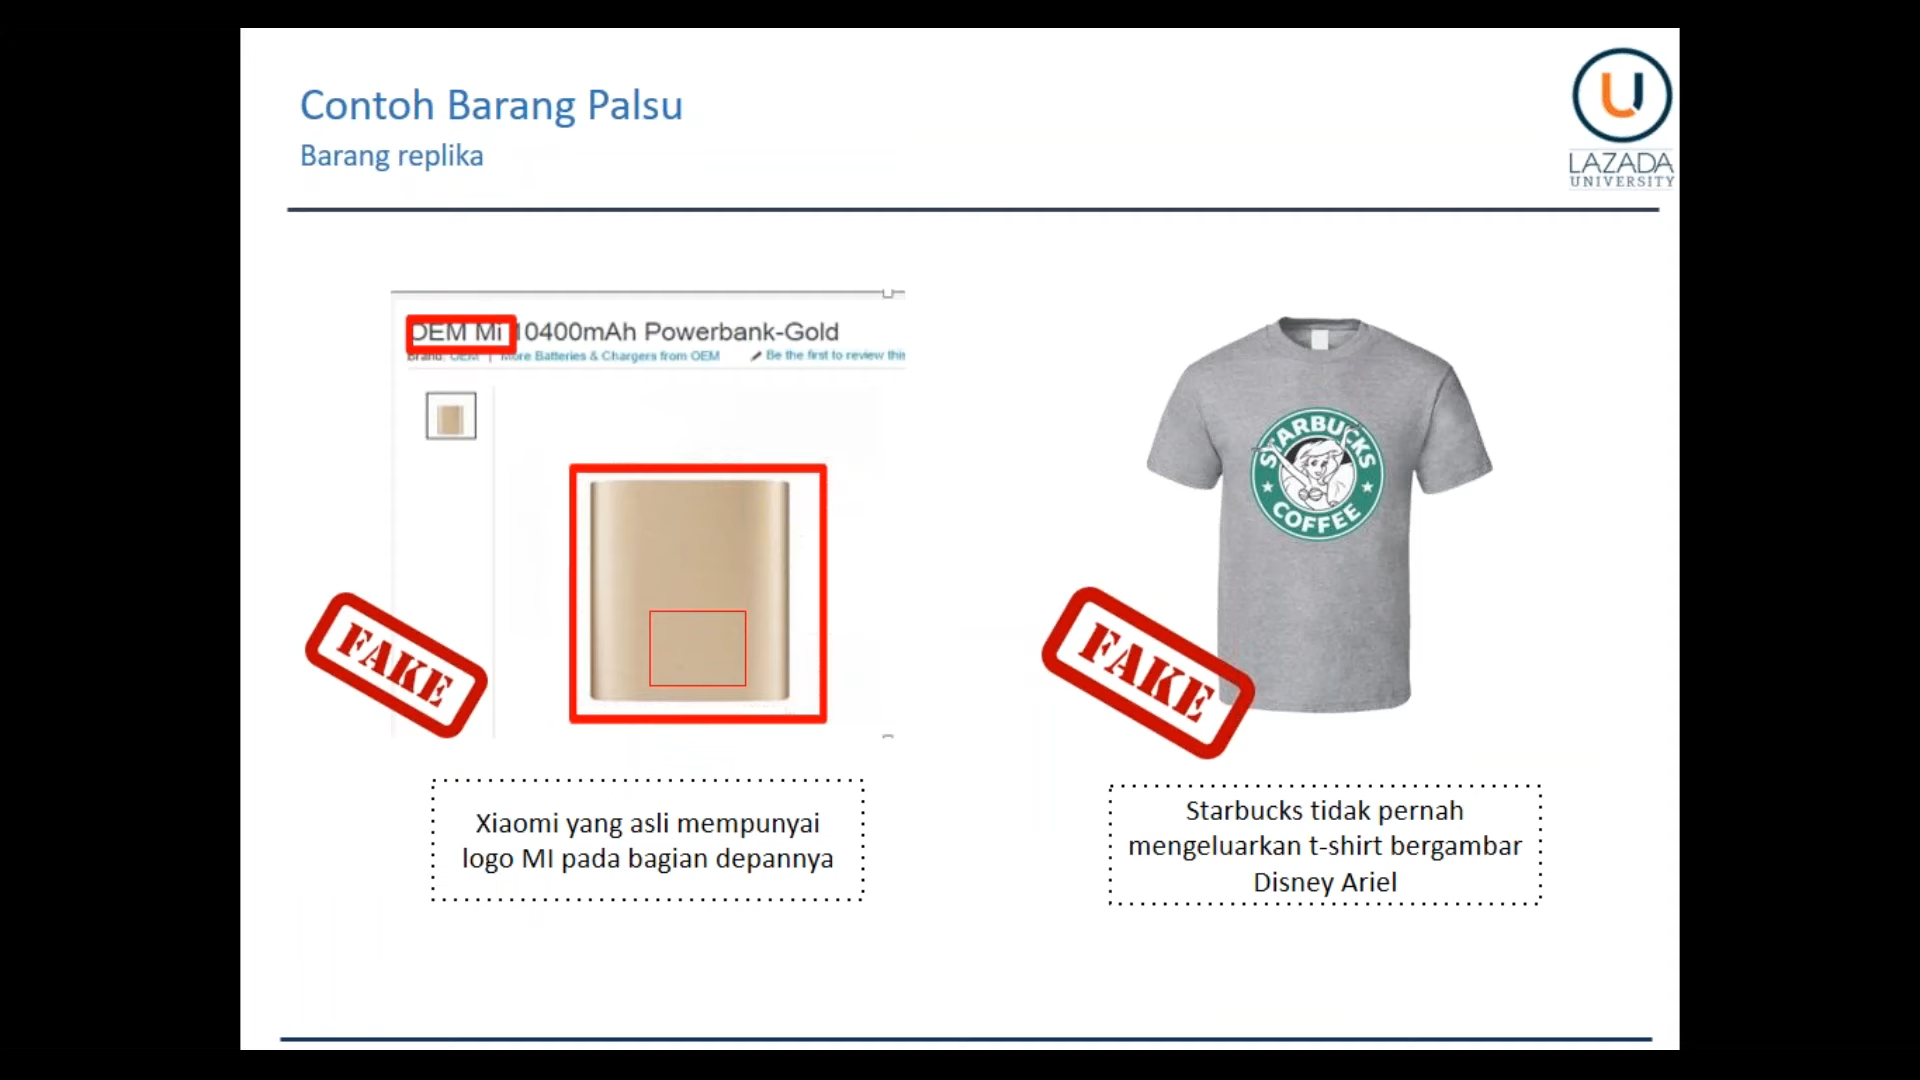 Contoh Barang Palsu
Barang replika
LAZADA
UNIVERSITY
OEM Mi 10400mAh Powerbank-Gold
Brand: OEM | More Batteries & Chargers from OEM Be the first to review this
STARBUCKS
COFFEE
FAKE
FAKE
Xiaomi yang asli mempunyai
logo MI pada bagian depannya
Starbucks tidak pernah
mengeluarkan t-shirt bergambar
Disney Ariel